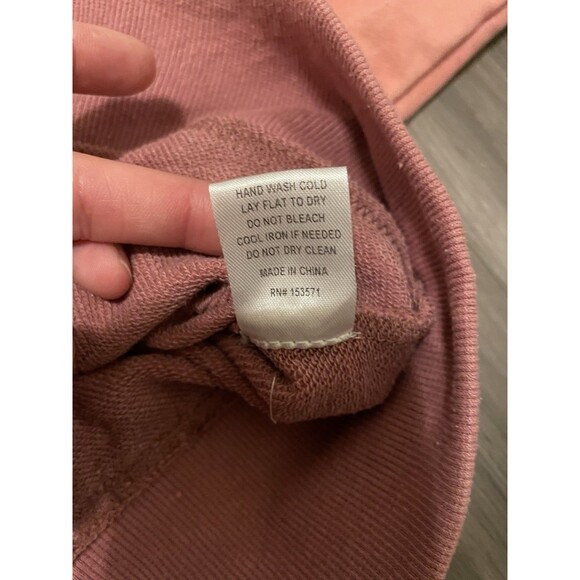 HAND WASH COLD
LAY FLAT TO DRY
DO NOT BLEACH
COOL IRON IF NEEDED
DO NOT DRY CLEAN
MADE IN CHINA
RN# 153571